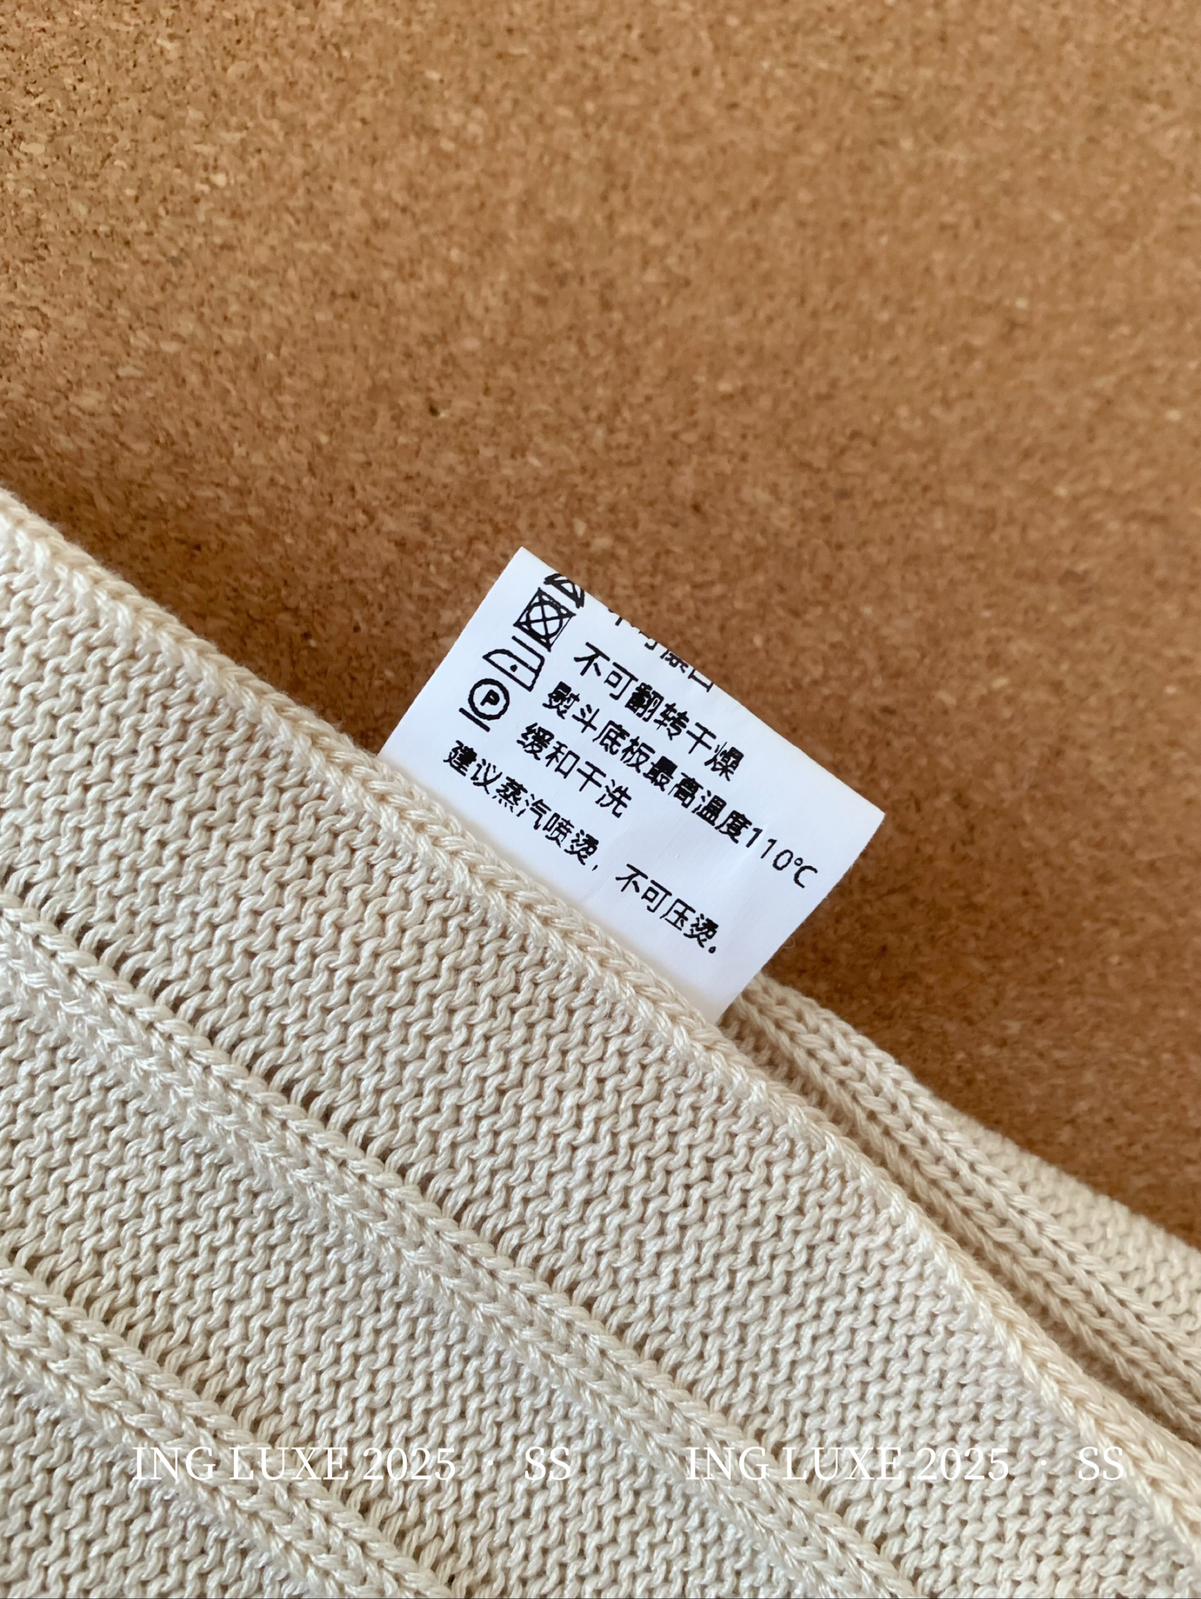 不可翻转干燥
熨斗底板最高温度110℃
P
缓和干洗
建议蒸汽喷烫，不可压烫。
ING LUXE 2025 · SS
ING LUXE 2025 · SS